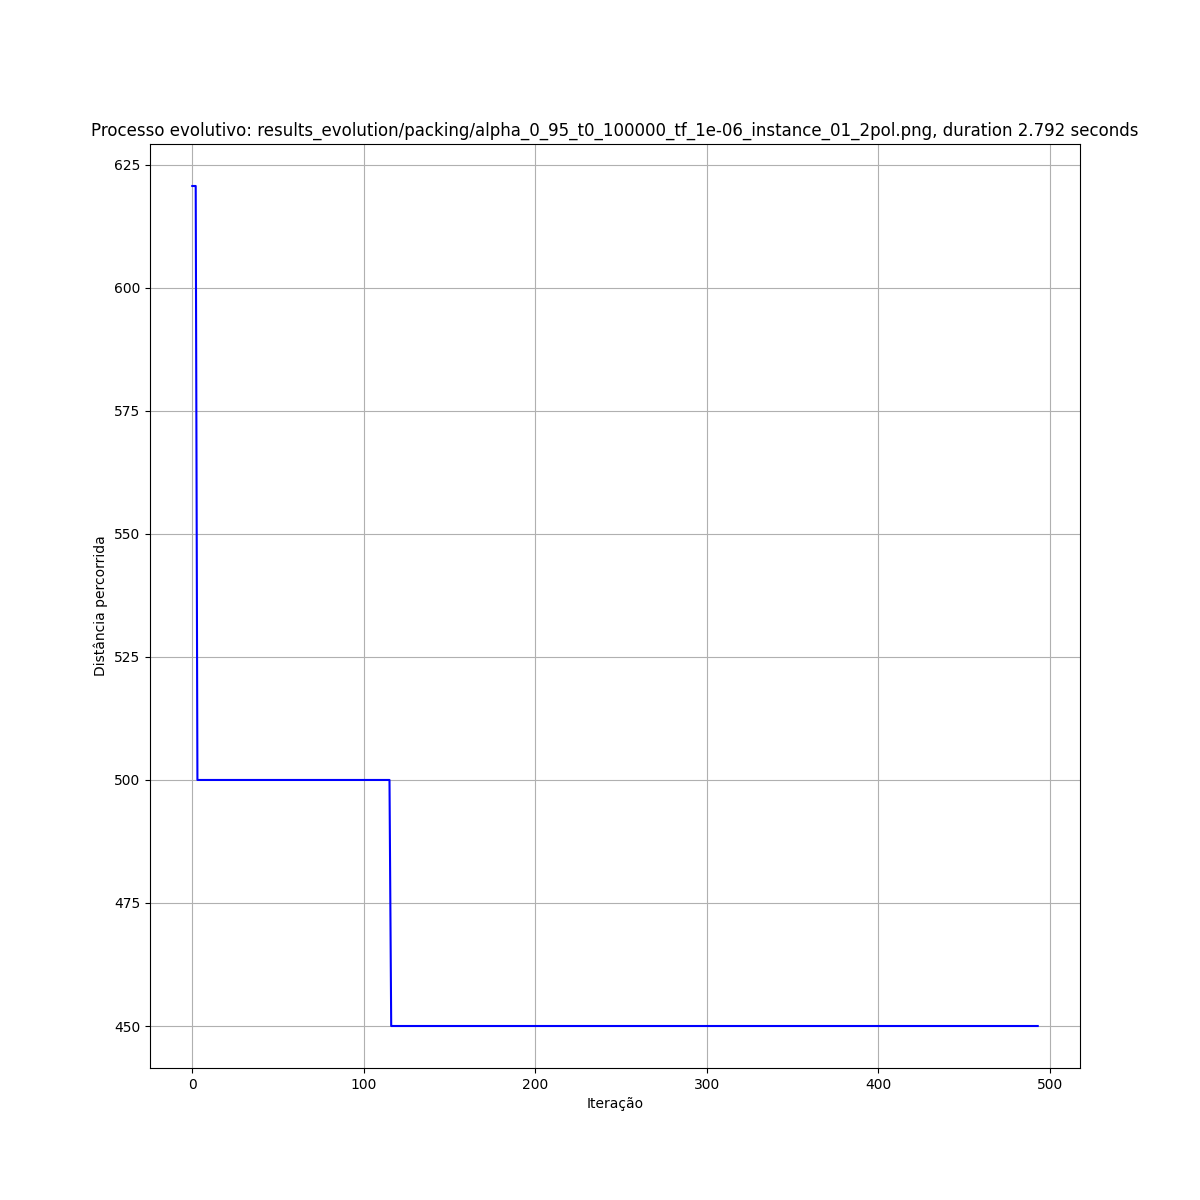 Processo evolutivo: results_evolution/packing/alpha_0_95_t0_100000_tf_1e-06_instance_01_2pol.png, duration 2.792 seconds
625
600
575
550
525
500
475
450
Distância percorrida
0 100 200 300 400 500
Iteração